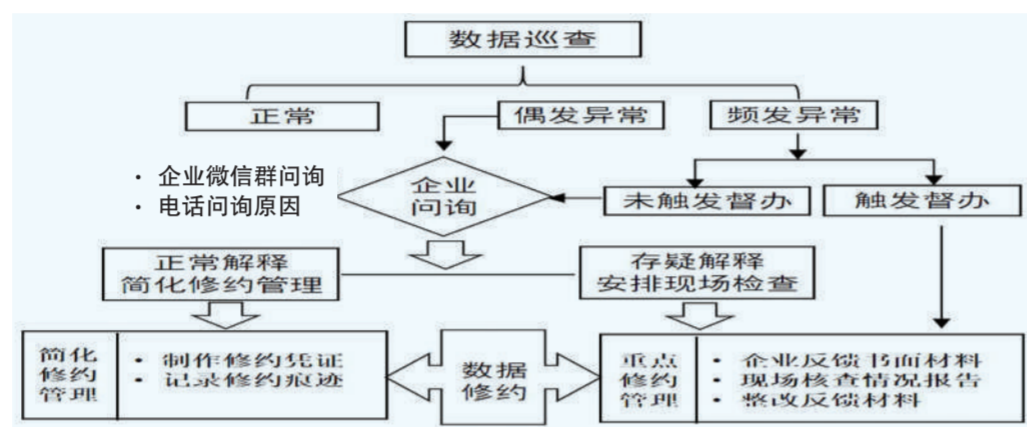 数据巡查
正常
偶发异常
频发异常
· 企业微信群问询
· 电话问询原因
企业
问询
未触发督办
触发督办
正常解释
简化修约管理
存疑解释
安排现场检查
简化
修约
管理
· 制作修约凭证
· 记录修约痕迹
数据
修约
重点
修约
管理
· 企业反馈书面材料
· 现场核查情况报告
· 整改反馈材料